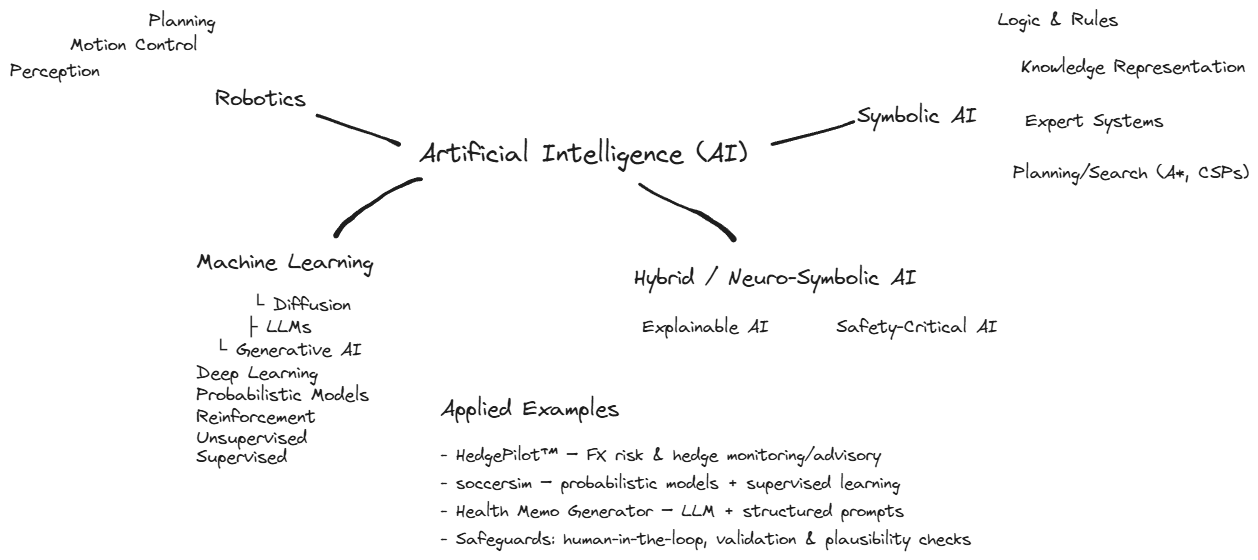 Planning
Motion Control
Perception
Robotics
Logic & Rules
Knowledge Representation
Symbolic AI
Expert Systems
Planning/Search (A*, CSPs)
Artificial Intelligence (AI)
Machine Learning
└ Diffusion
├ LLMs
└ Generative AI
Deep Learning
Probabilistic Models
Reinforcement
Unsupervised
Supervised
Hybrid / Neuro-Symbolic AI
Explainable AI
Safety-Critical AI
Applied Examples
- HedgePilot™ — FX risk & hedge monitoring/advisory
- soccersim — probabilistic models + supervised learning
- Health Memo Generator — LLM + structured prompts
- Safeguards: human-in-the-loop, validation & plausibility checks